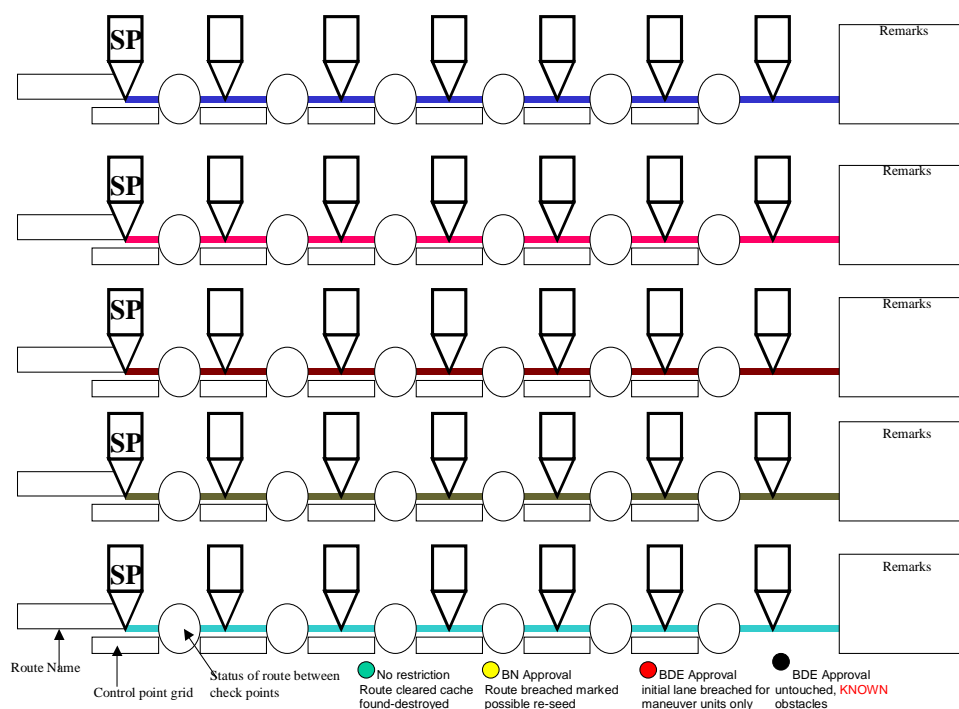 SP
Remarks
SP
Remarks
SP
Remarks
SP
Remarks
SP
Remarks
Route Name
Control point grid
Status of route between
check points
No restriction
Route cleared cache
found-destroyed
BN Approval
Route breached marked
possible re-seed
BDE Approval
initial lane breached for
maneuver units only
BDE Approval
untouched, KNOWN
obstacles